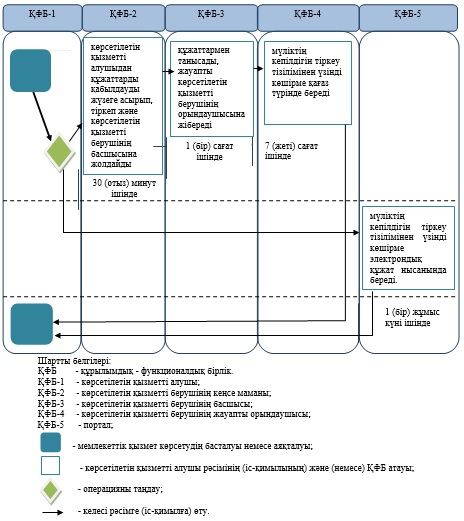 ҚФБ-1 ҚФБ-2 ҚФБ-3 ҚФБ-4 ҚФБ-5
көрсетілетін
қызметті
алушыдан
құжаттарды
қабылдауды
жүзеге асырып,
тіркеп және
көрсетілетін
қызметті
берушінің
басшысына
жолдайды
30 (отыз) минут
ішінде
құжаттармен
танысады,
жауапты
көрсетілетін
қызметті
берушінің
орындаушысына
жібереді
1 (бір) сағат
ішінде
мүліктің
кепілдігін тіркеу
тізілімінен үзінді
көшірме қағаз
түрінде береді
7 (жеті) сағат
ішінде
мүліктің
кепілдігін тіркеу
тізілімінен үзінді
көшірме
электрондық
құжат нысанында
береді.
1 (бір) жұмыс
күні ішінде
Шартты белгілері:
ҚФБ - құрылымдық - функционалдық бірлік.
ҚФБ-1 - көрсетілетін қызметті алушы;
ҚФБ-2 - көрсетілетін қызметті берушінің кеңсе маманы;
ҚФБ-3 - көрсетілетін қызметті берушінің басшысы;
ҚФБ-4 - көрсетілетін қызметті берушінің жауапты орындаушысы;
ҚФБ-5 - портал;
- мемлекеттік қызмет көрсетудің басталуы немесе аяқталуы;
- көрсетілетін қызметті алушы рәсімінің (іс-қимылының) және (немесе) ҚФБ атауы;
- операцияны таңдау;
- келесі рәсімге (іс-қимылға) өту.